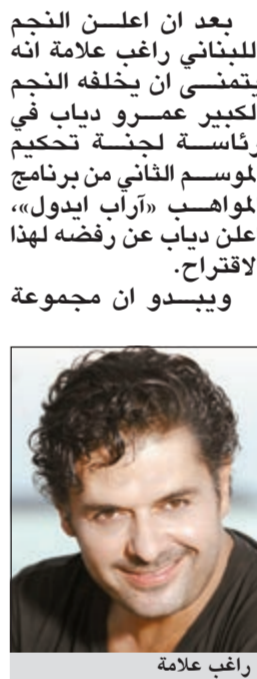 بعد ان اعلن النجم
للبناني راغب علامة انه
يتمنى ان يخلفه النجم
لكبير عمرو دياب في
رئاسة لجنة تحكيم
لموسم الثاني من برنامج
لمواهب «آراب ايدول»،
علن دياب عن رفضه لهذا
لاقتراح.
ويبدو ان مجموعة
راغب علامة